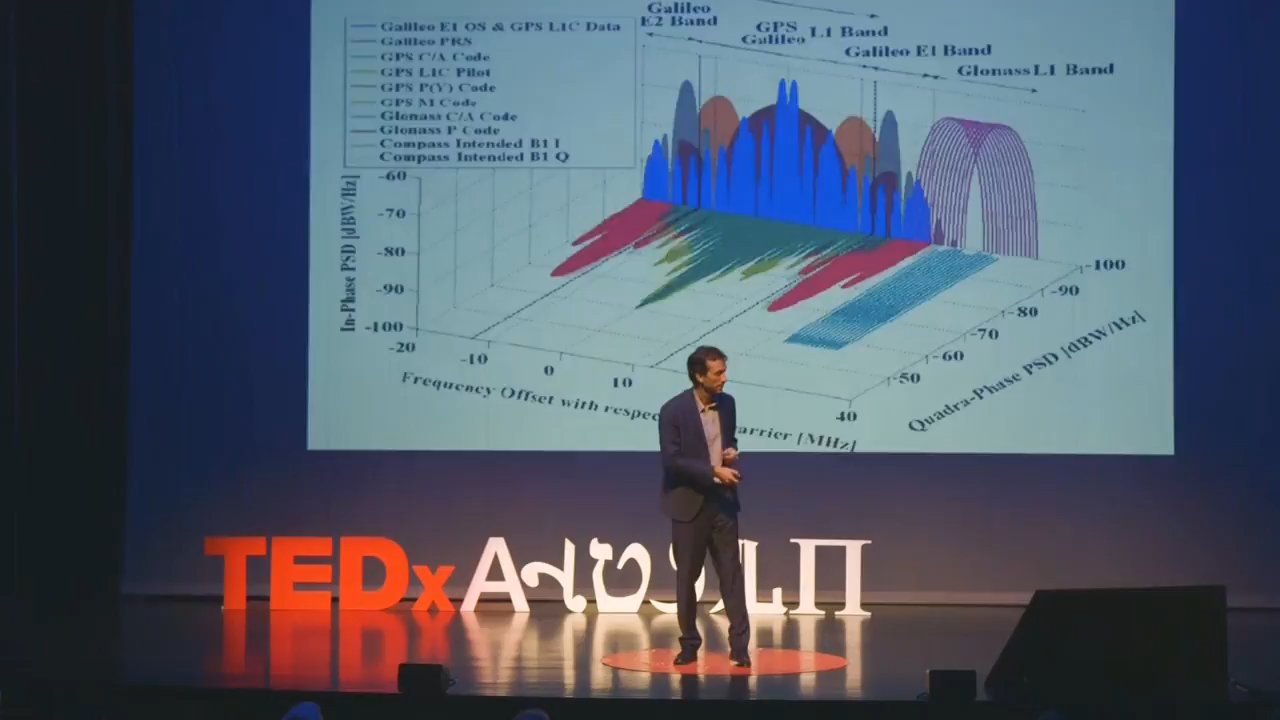 Galileo
E2 Band
GPS
Galileo L1 Band
Galileo E1 Band
Glonass L1 Band
Galileo E1 OS & GPS L1C Data
Galileo PRS
GPS C/A Code
GPS L1C Pilot
GPS P(Y) Code
GPS M Code
Glonass C/A Code
Glonass P Code
Compass Intended B1 I
Compass Intended B1 Q
In-Phase PSD [dBW/Hz]
-60
-70
-80
-90
-100
-20
-10
0
10
40
Frequency Offset with respec
arrier [MHz]
-50
-60
-70
-80
-90
-100
Quadra-Phase PSD [dBW/Hz]
TEDx